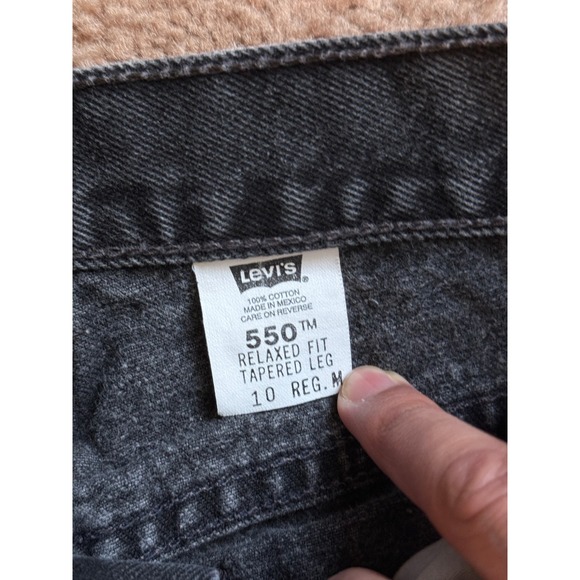 Levi's ®
100% COTTON
MADE IN MEXICO
CARE ON REVERSE
550™
RELAXED FIT
TAPERED LEG
10 REG. M